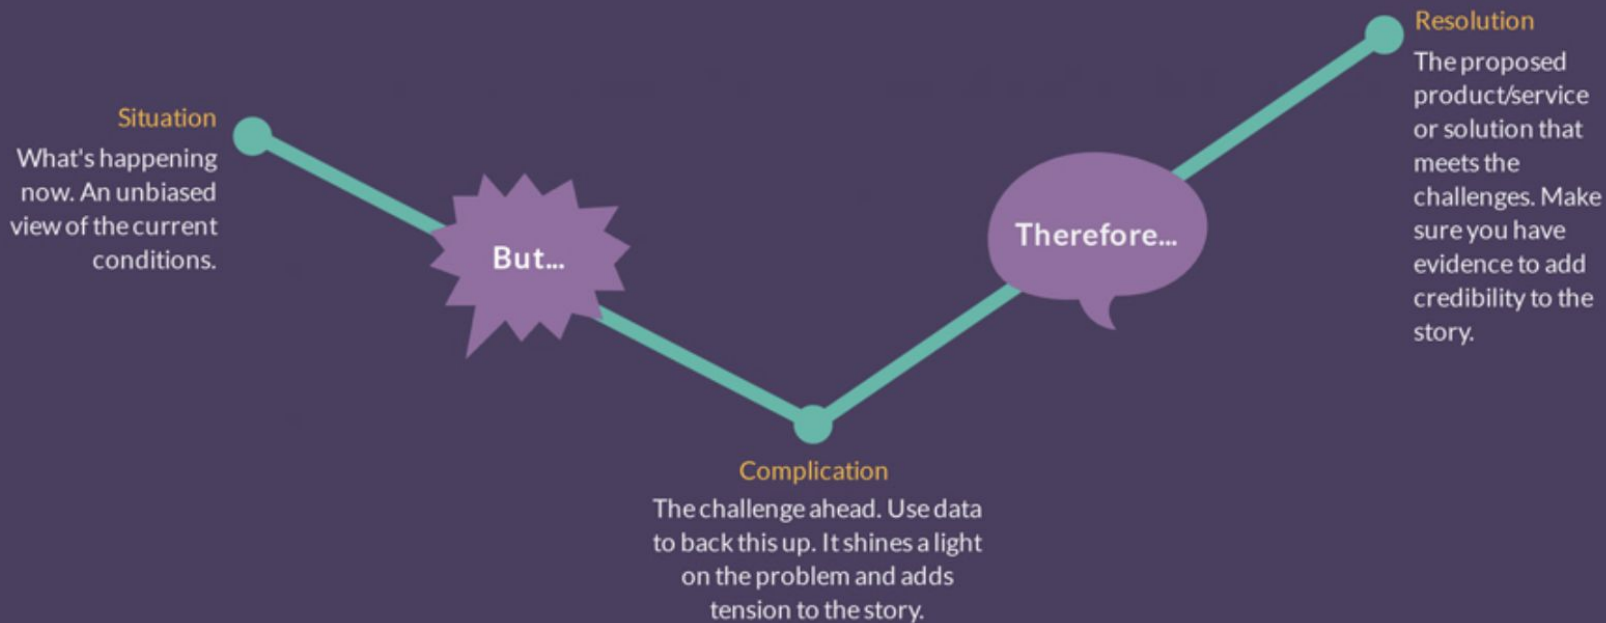 Situation
What's happening
now. An unbiased
view of the current
conditions.
But...
Complication
The challenge ahead. Use data
to back this up. It shines a light
on the problem and adds
tension to the story.
Therefore...
Resolution
The proposed
product/service
or solution that
meets the
challenges. Make
sure you have
evidence to add
credibility to the
story.